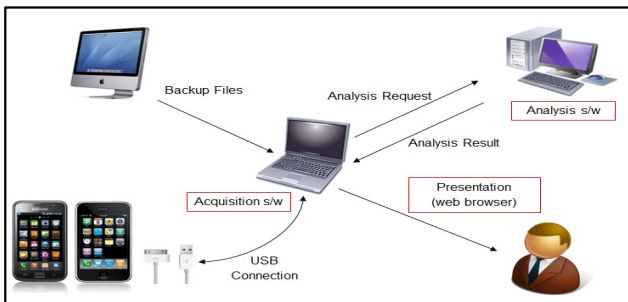 Backup Files
Analysis Request
Analysis s/w
Analysis Result
Acquisition s/w
Presentation
(web browser)
USB
Connection